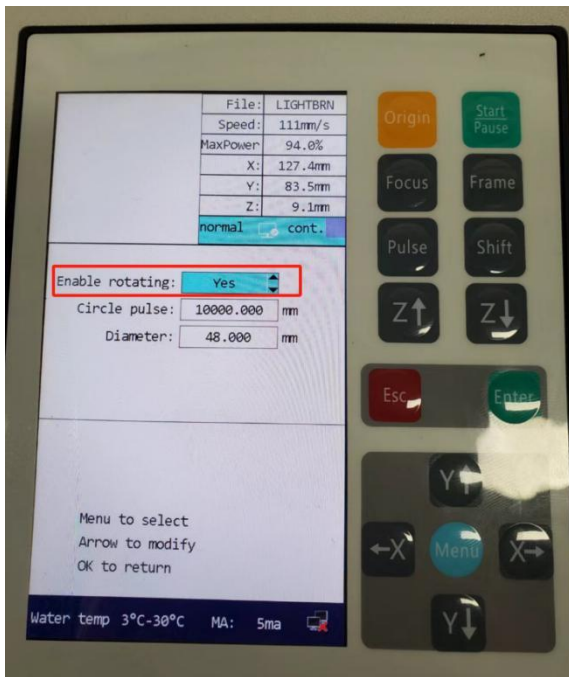 File: LIGHTBRN
Speed: 111mm/s
MaxPower 94.0%
X: 127.4mm
Y: 83.5mm
Z: 9.1mm
normal cont.
Enable rotating: Yes
Circle pulse: 10000.000 mm
Diameter: 48.000 mm
Menu to select
Arrow to modify
OK to return
Water temp 3°C-30°C MA: 5ma
Origin Start
Pause
Focus Frame
Pulse Shift
Z↑ Z↓
Esc Enter
Y↑
←X Menu X→
Y↓